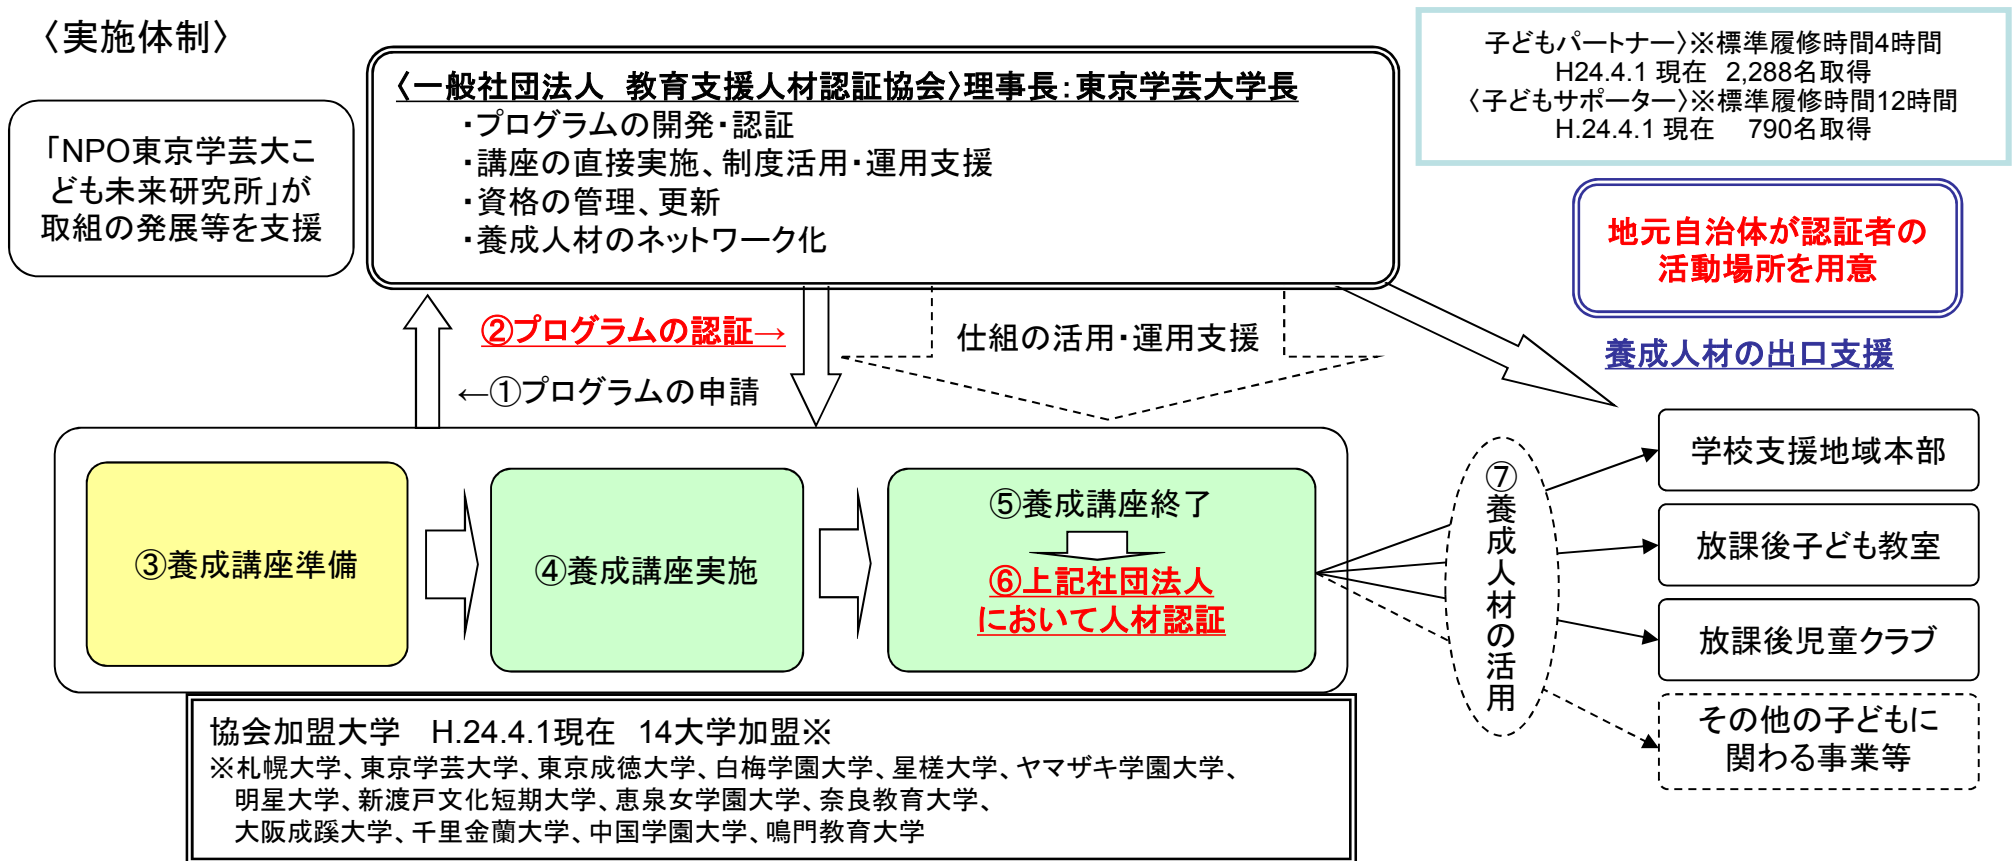 〈実施体制〉
「NPO東京学芸大こ
ども未来研究所」が
取組の発展等を支援
〈一般社団法人 教育支援人材認証協会〉理事長：東京学芸大学長
・プログラムの開発・認証
・講座の直接実施、制度活用・運用支援
・資格の管理、更新
・養成人材のネットワーク化
子どもパートナー〉※標準履修時間4時間
H24.4.1 現在 2,288名取得
〈子どもサポーター〉※標準履修時間12時間
H.24.4.1 現在 790名取得
地元自治体が認証者の
活動場所を用意
養成人材の出口支援
②プログラムの認証→
←①プログラムの申請
仕組の活用・運用支援
③養成講座準備
④養成講座実施
⑤養成講座終了
⑥上記社団法人
において人材認証
⑦養成人材の活用
学校支援地域本部
放課後子ども教室
放課後児童クラブ
その他の子どもに
関わる事業等
協会加盟大学 H.24.4.1現在 14大学加盟※
※札幌大学、東京学芸大学、東京成徳大学、白梅学園大学、星槎大学、ヤマザキ学園大学、
明星大学、新渡戸文化短期大学、恵泉女学園大学、奈良教育大学、
大阪成蹊大学、千里金蘭大学、中国学園大学、鳴門教育大学